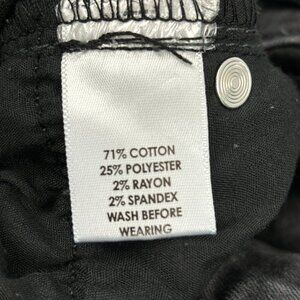 71% COTTON
25% POLYESTER
2% RAYON
2% SPANDEX
WASH BEFORE
WEARING